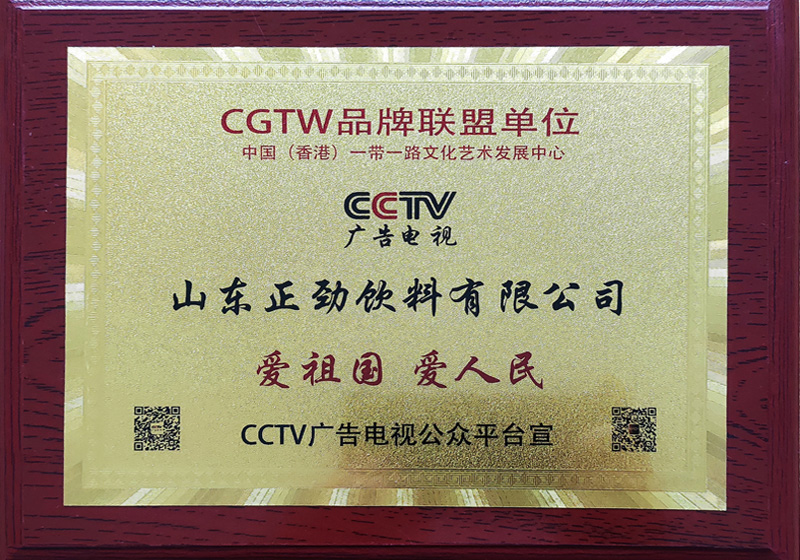 CGTW品牌联盟单位
中国（香港）一带一路文化艺术发展中心
CCTV
广告电视
山东正劲饮料有限公司
爱祖国 爱人民
CCTV广告电视公众平台宣